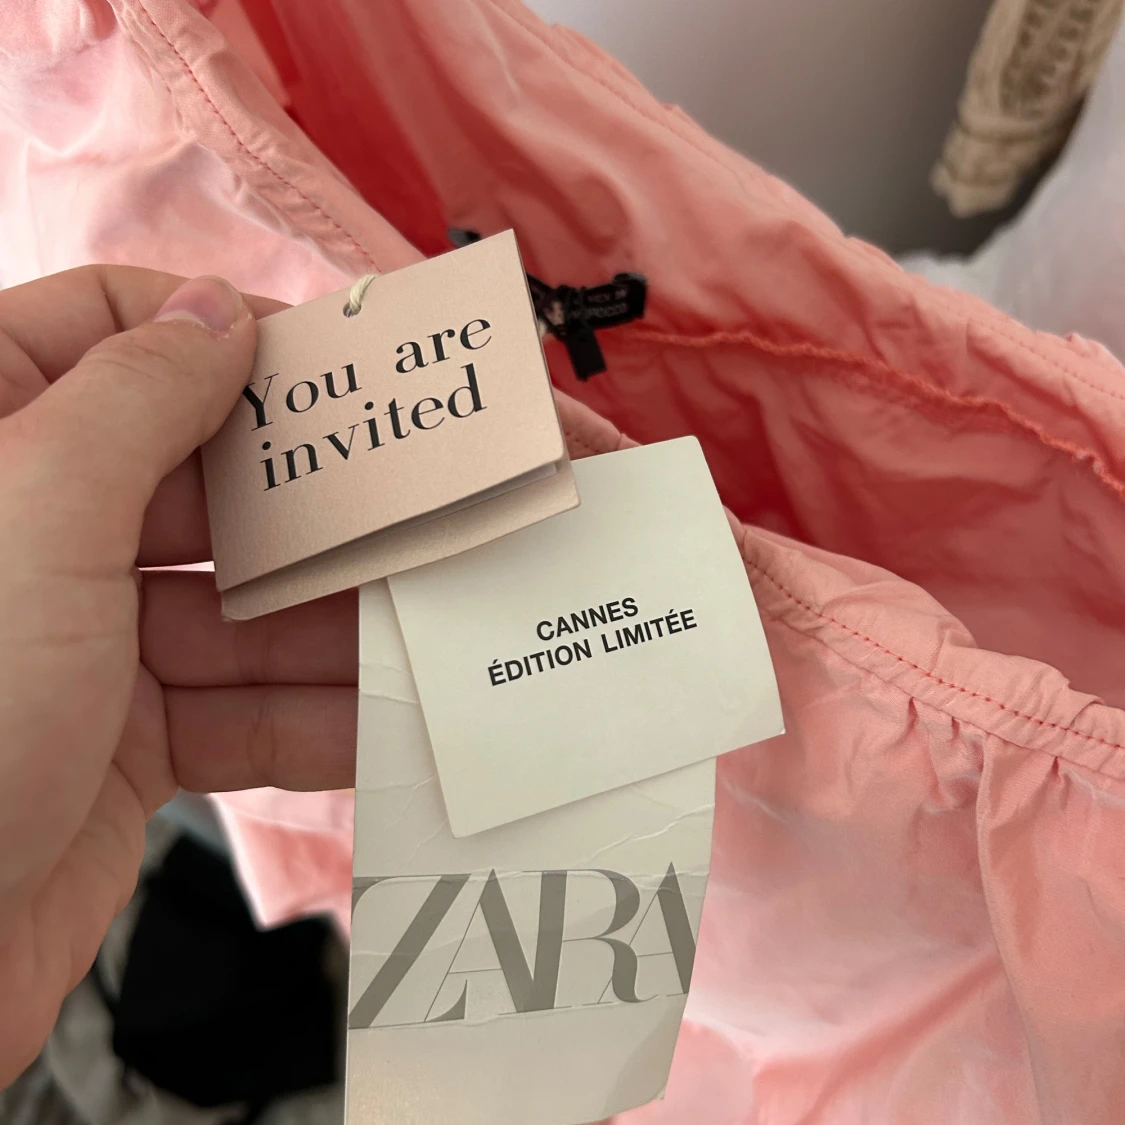 You are
invited
CANNES
ÉDITION LIMITÉE
ZARA